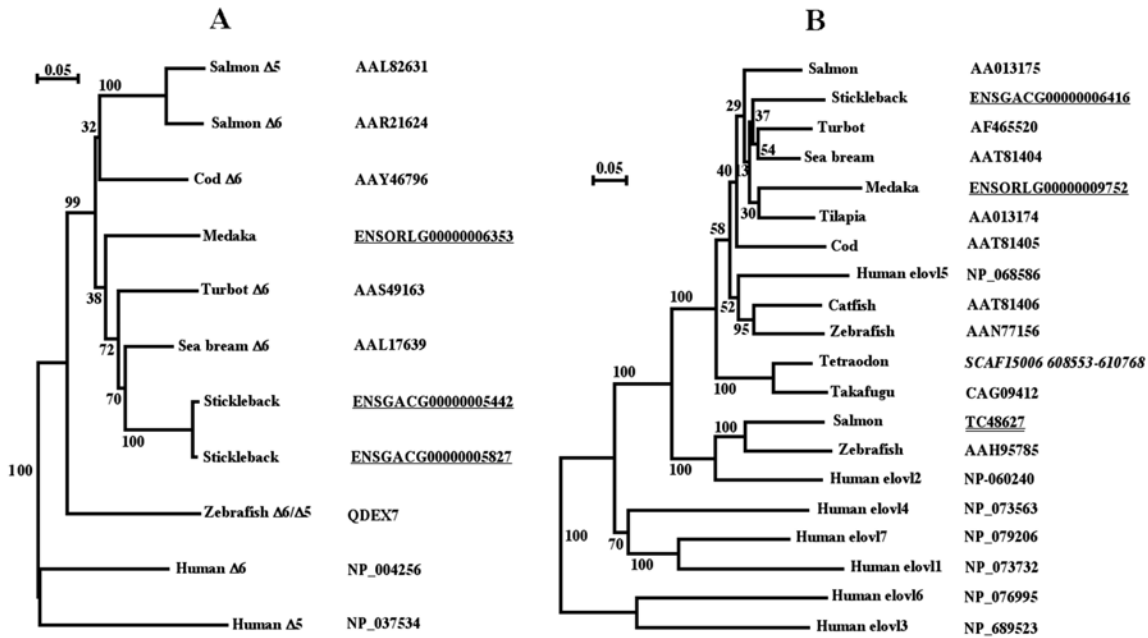 A
0.05
100
Salmon Δ5 AAL82631
Salmon Δ6 AAR21624
32
Cod Δ6 AAY46796
99
Medaka ENSORLG00000006353
38
Turbot Δ6 AAS49163
72
Sea bream Δ6 AAL17639
70
Stickleback ENSGACG00000005442
100
Stickleback ENSGACG00000005827
100
Zebrafish Δ6/Δ5 QDEX7
Human Δ6 NP_004256
Human Δ5 NP_037534
B
0.05
Salmon AA013175
29
Stickleback ENSGACG00000006416
37
Turbot AF465520
54
Sea bream AAT81404
40
13
Medaka ENSORLG00000009752
30
Tilapia AA013174
58
Cod AAT81405
Human elovl5 NP_068586
100
52
Catfish AAT81406
95
Zebrafish AAN77156
Tetraodon SCAF15006 608553-610768
100
100
Takafugu CAG09412
Salmon TC48627
100
Zebrafish AAH95785
100
Human elovl2 NP-060240
Human elovl4 NP_073563
100
70
Human elovl7 NP_079206
100
Human elovl1 NP_073732
Human elovl6 NP_076995
Human elovl3 NP_689523